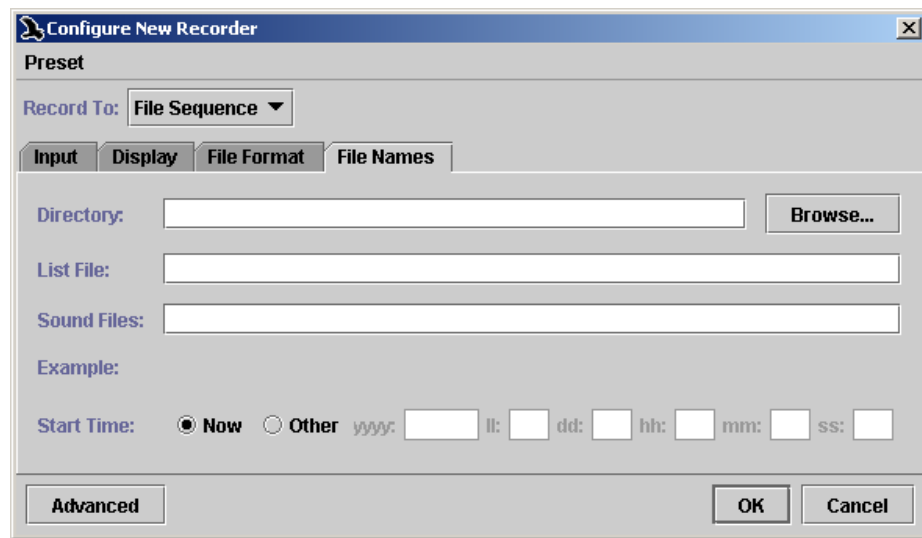 Configure New Recorder
Preset
Record To: File Sequence
Input Display File Format File Names
Directory: Browse...
List File:
Sound Files:
Example:
Start Time: Now Other yyyy: ll: dd: hh: mm: ss:
Advanced OK Cancel